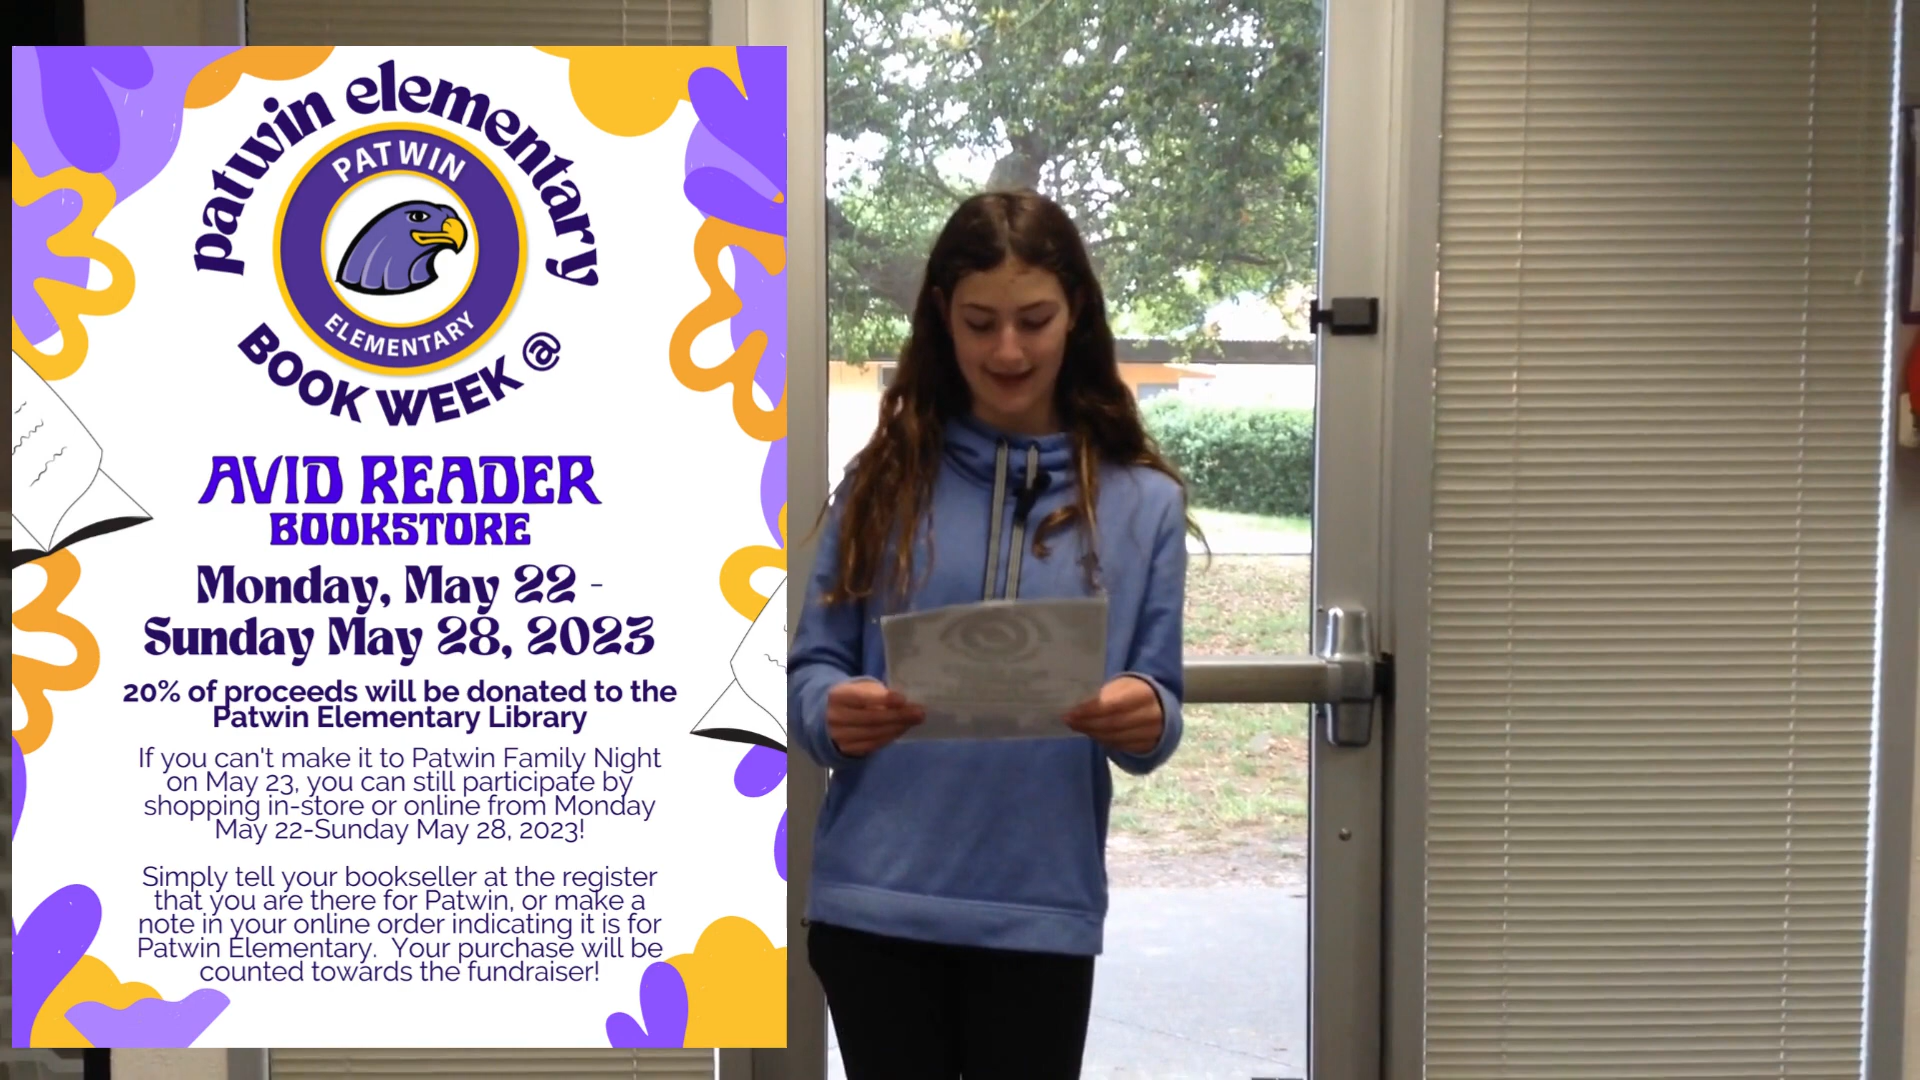 patwin elementary
PATWIN
ELEMENTARY
BOOK WEEK @
AVID READER
BOOKSTORE
Monday, May 22 -
Sunday May 28, 2023
20% of proceeds will be donated to the
Patwin Elementary Library
If you can't make it to Patwin Family Night
on May 23, you can still participate by
shopping in-store or online from Monday
May 22-Sunday May 28, 2023!
Simply tell your bookseller at the register
that you are there for Patwin, or make a
note in your online order indicating it is for
Patwin Elementary. Your purchase will be
counted towards the fundraiser!